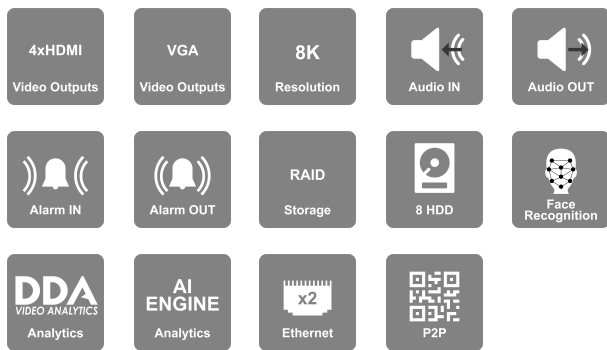 4xHDMI
Video Outputs
VGA
Video Outputs
8K
Resolution
Audio IN
Audio OUT
Alarm IN
Alarm OUT
RAID
Storage
8 HDD
Face
Recognition
DDA
VIDEO ANALYTICS
Analytics
AI
ENGINE
Analytics
x2
Ethernet
P2P